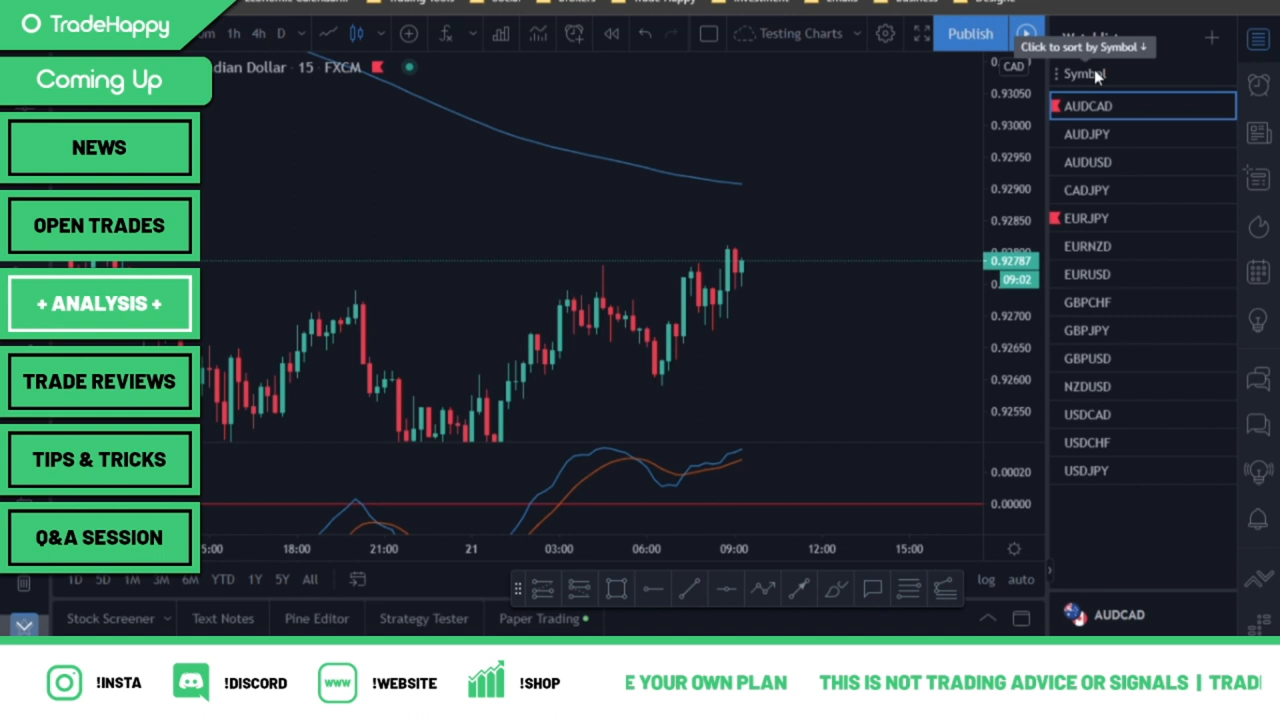 TradeHappy
Coming Up
NEWS
OPEN TRADES
+ ANALYSIS +
TRADE REVIEWS
TIPS & TRICKS
Q&A SESSION
1h 4h D
Testing Charts
Publish
Click to sort by Symbol ↓
dian Dollar · 15 · FXCM
CAD
Symbol
0.93050
0.93000
0.92950
0.92900
0.92850
0.92787
09:02
0.92700
0.92650
0.92600
0.92550
0.00020
0.00000
AUDCAD
AUDJPY
AUDUSD
CADJPY
EURJPY
EURNZD
EURUSD
GBPCHF
GBPJPY
GBPUSD
NZDUSD
USDCAD
USDCHF
USDJPY
5:00 18:00 21:00 21 03:00 06:00 09:00 12:00 15:00
1D 5D 1M 3M 6M YTD 1Y 5Y All
log auto
Stock Screener Text Notes Pine Editor Strategy Tester Paper Trading
AUDCAD
!INSTA
!DISCORD
WWW
!WEBSITE
!SHOP
E YOUR OWN PLAN THIS IS NOT TRADING ADVICE OR SIGNALS | TRADI